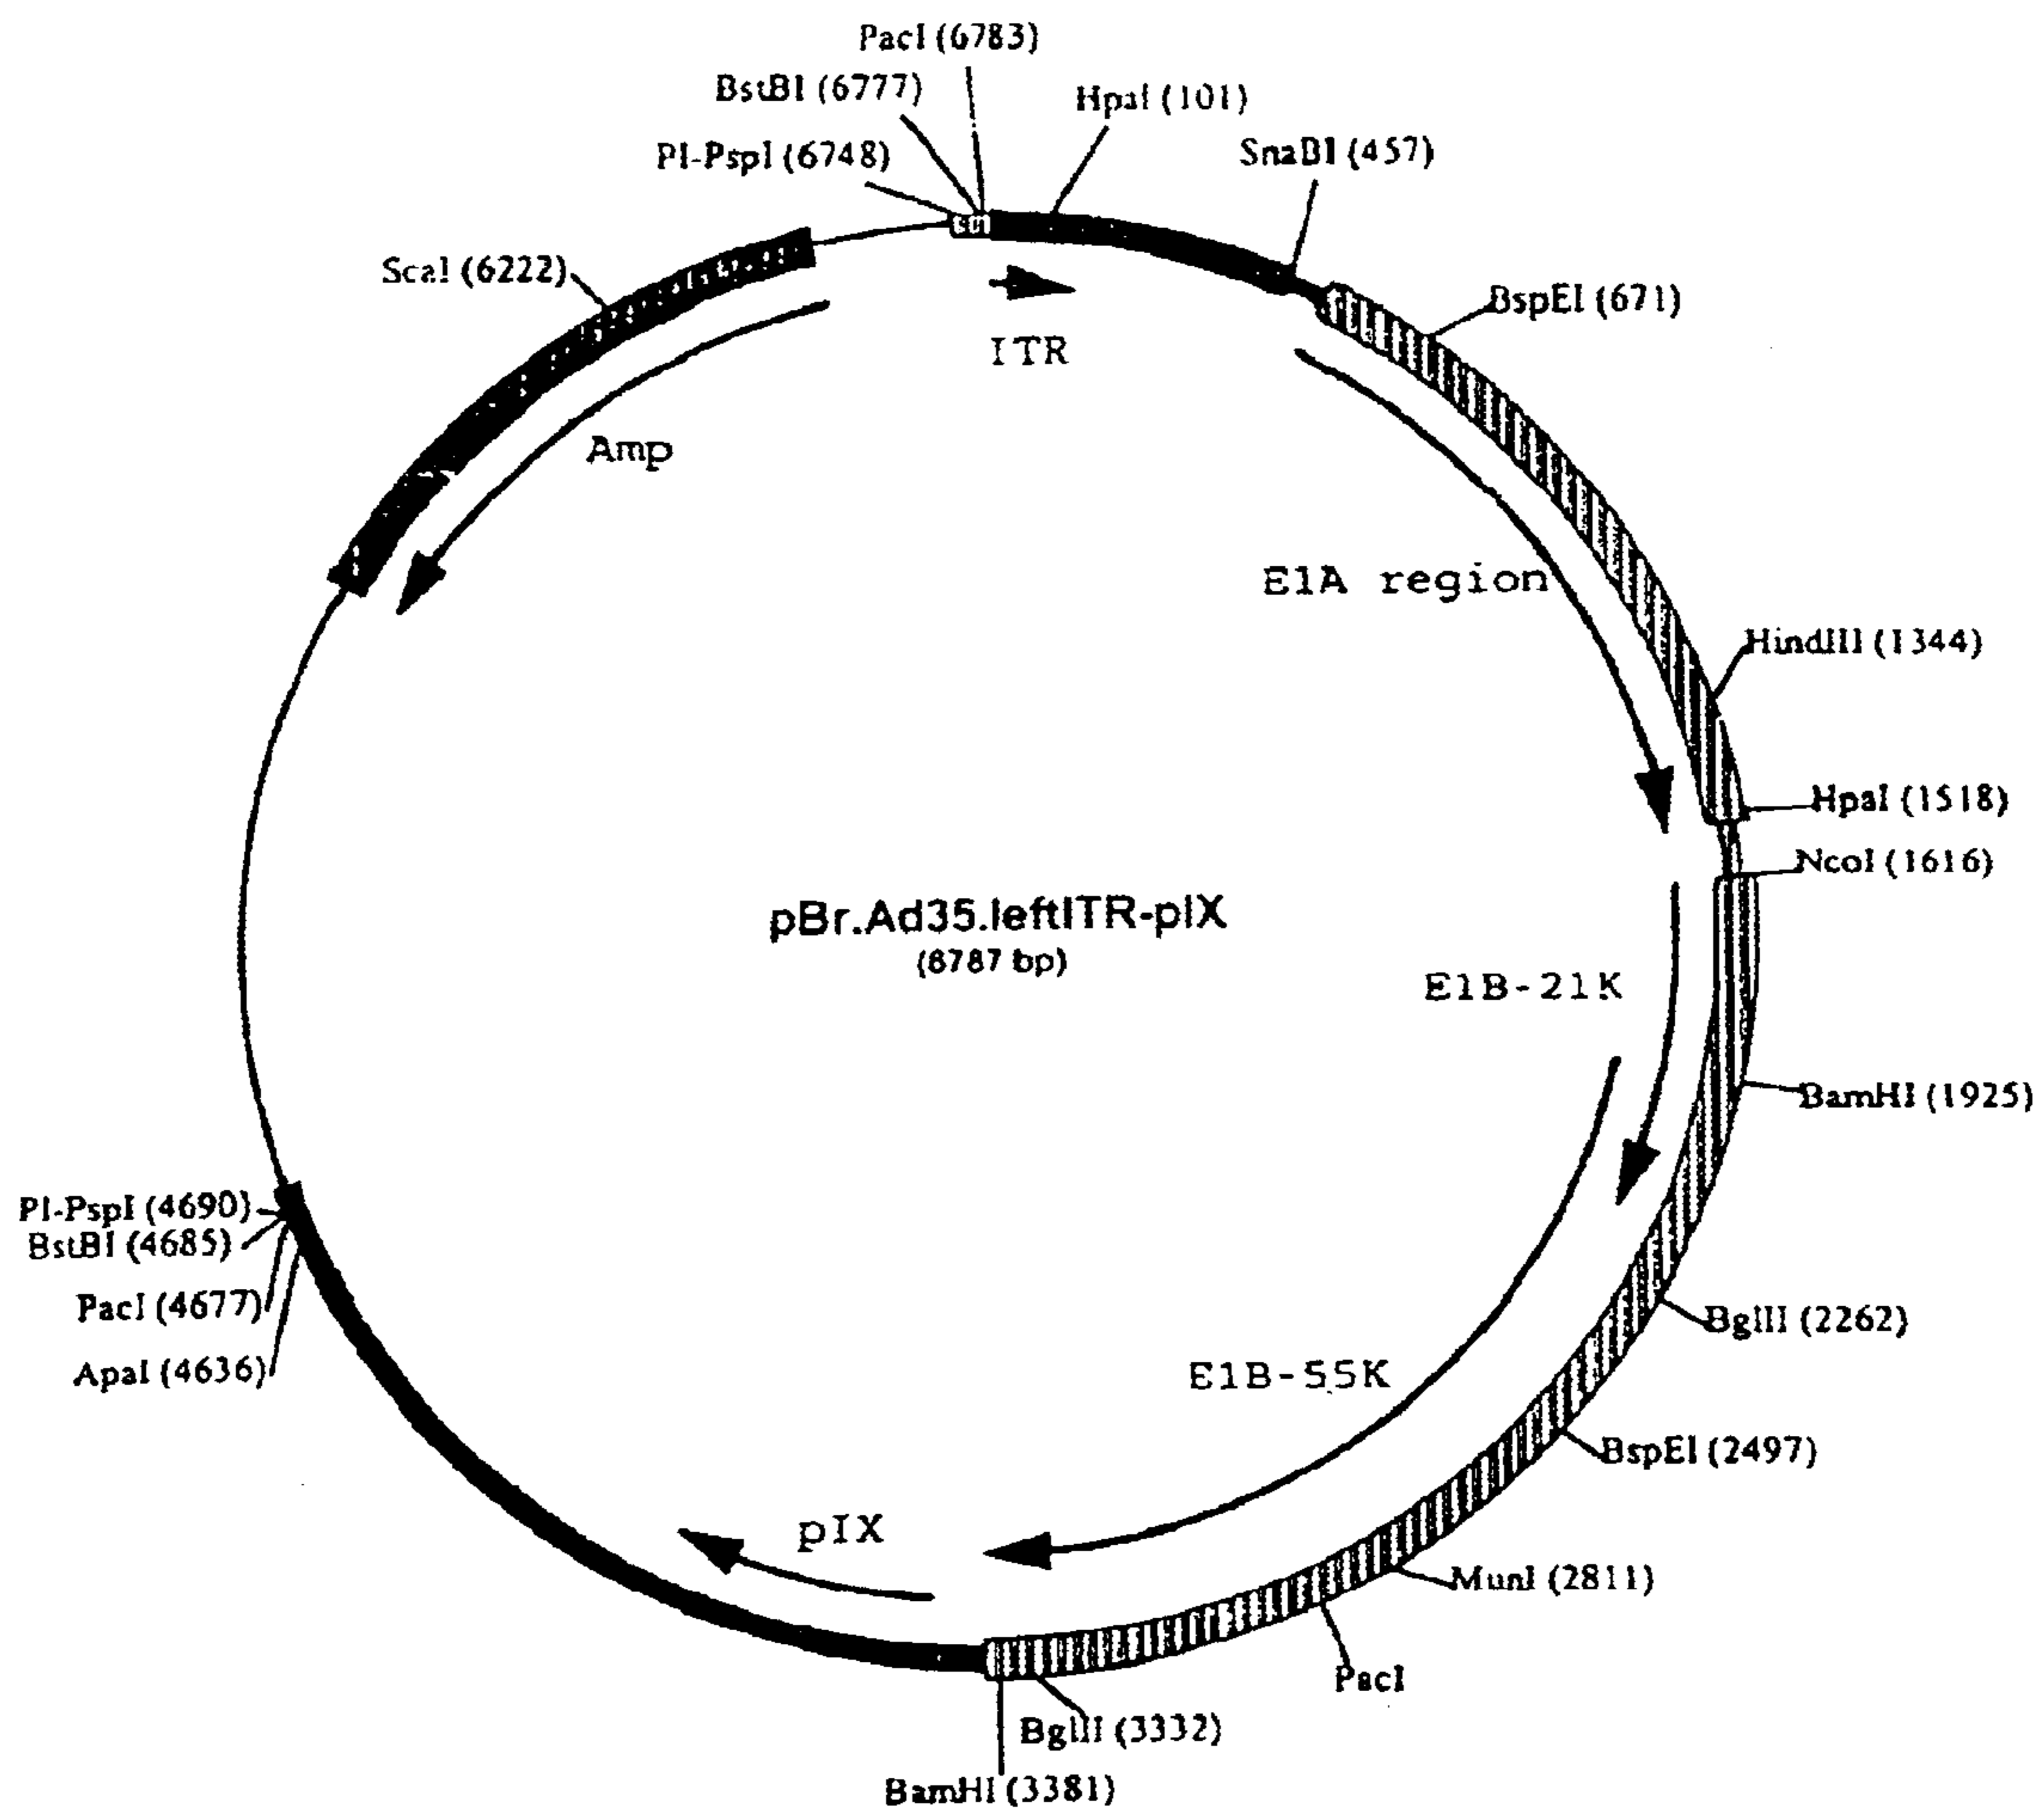 PacI (6783)
BstBI (6777)
HpaI (101)
PI-PspI (6748)
SnaBI (457)
ScaI (6222)
BspEI (671)
ITR
Amp
E1A region
HindIII (1344)
HpaI (1518)
NcoI (1616)
pBr.Ad35.leftITR-pIX
(6787 bp)
E1B-21K
BamHI (1925)
PI-PspI (4690)
BstBI (4685)
PacI (4677)
BglII (2262)
ApaI (4636)
E1B-55K
BspEI (2497)
pIX
MunI (2811)
PacI
BglII (3332)
BamHI (3381)